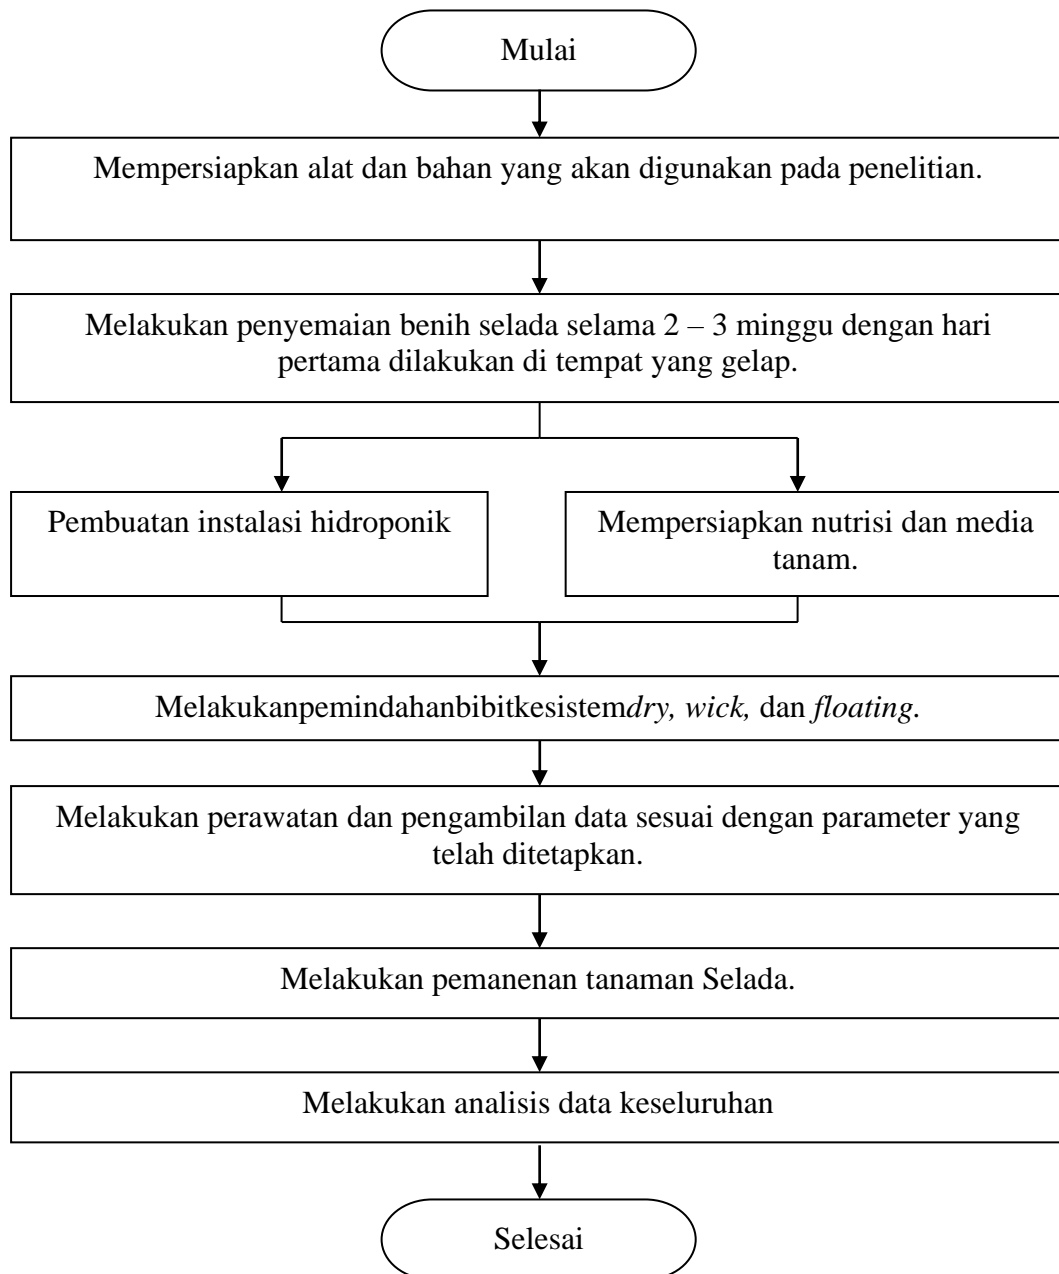 Mulai
Mempersiapkan alat dan bahan yang akan digunakan pada penelitian.
Melakukan penyemaian benih selada selama 2 – 3 minggu dengan hari
pertama dilakukan di tempat yang gelap.
Pembuatan instalasi hidroponik
Mempersiapkan nutrisi dan media
tanam.
Melakukanpemindahanbibitkesistemdry, wick, dan floating.
Melakukan perawatan dan pengambilan data sesuai dengan parameter yang
telah ditetapkan.
Melakukan pemanenan tanaman Selada.
Melakukan analisis data keseluruhan
Selesai